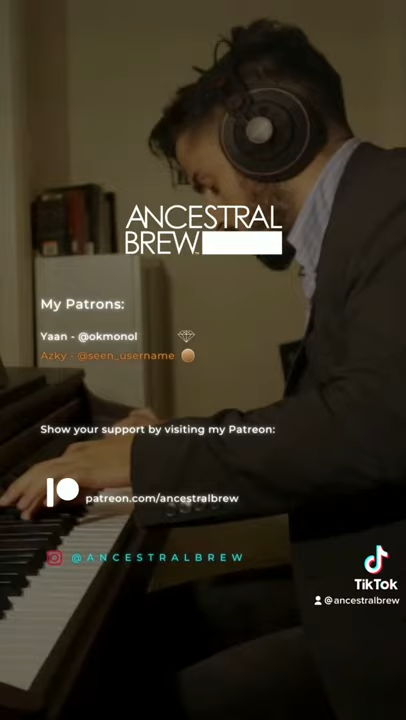 ANCESTRAL
BREW
My Patrons:
Yaan - @okmonol
Azky - @seen_username
Show your support by visiting my Patreon:
patreon.com/ancestralbrew
@ANCESTRALBREW
TikTok
@ancestralbrew